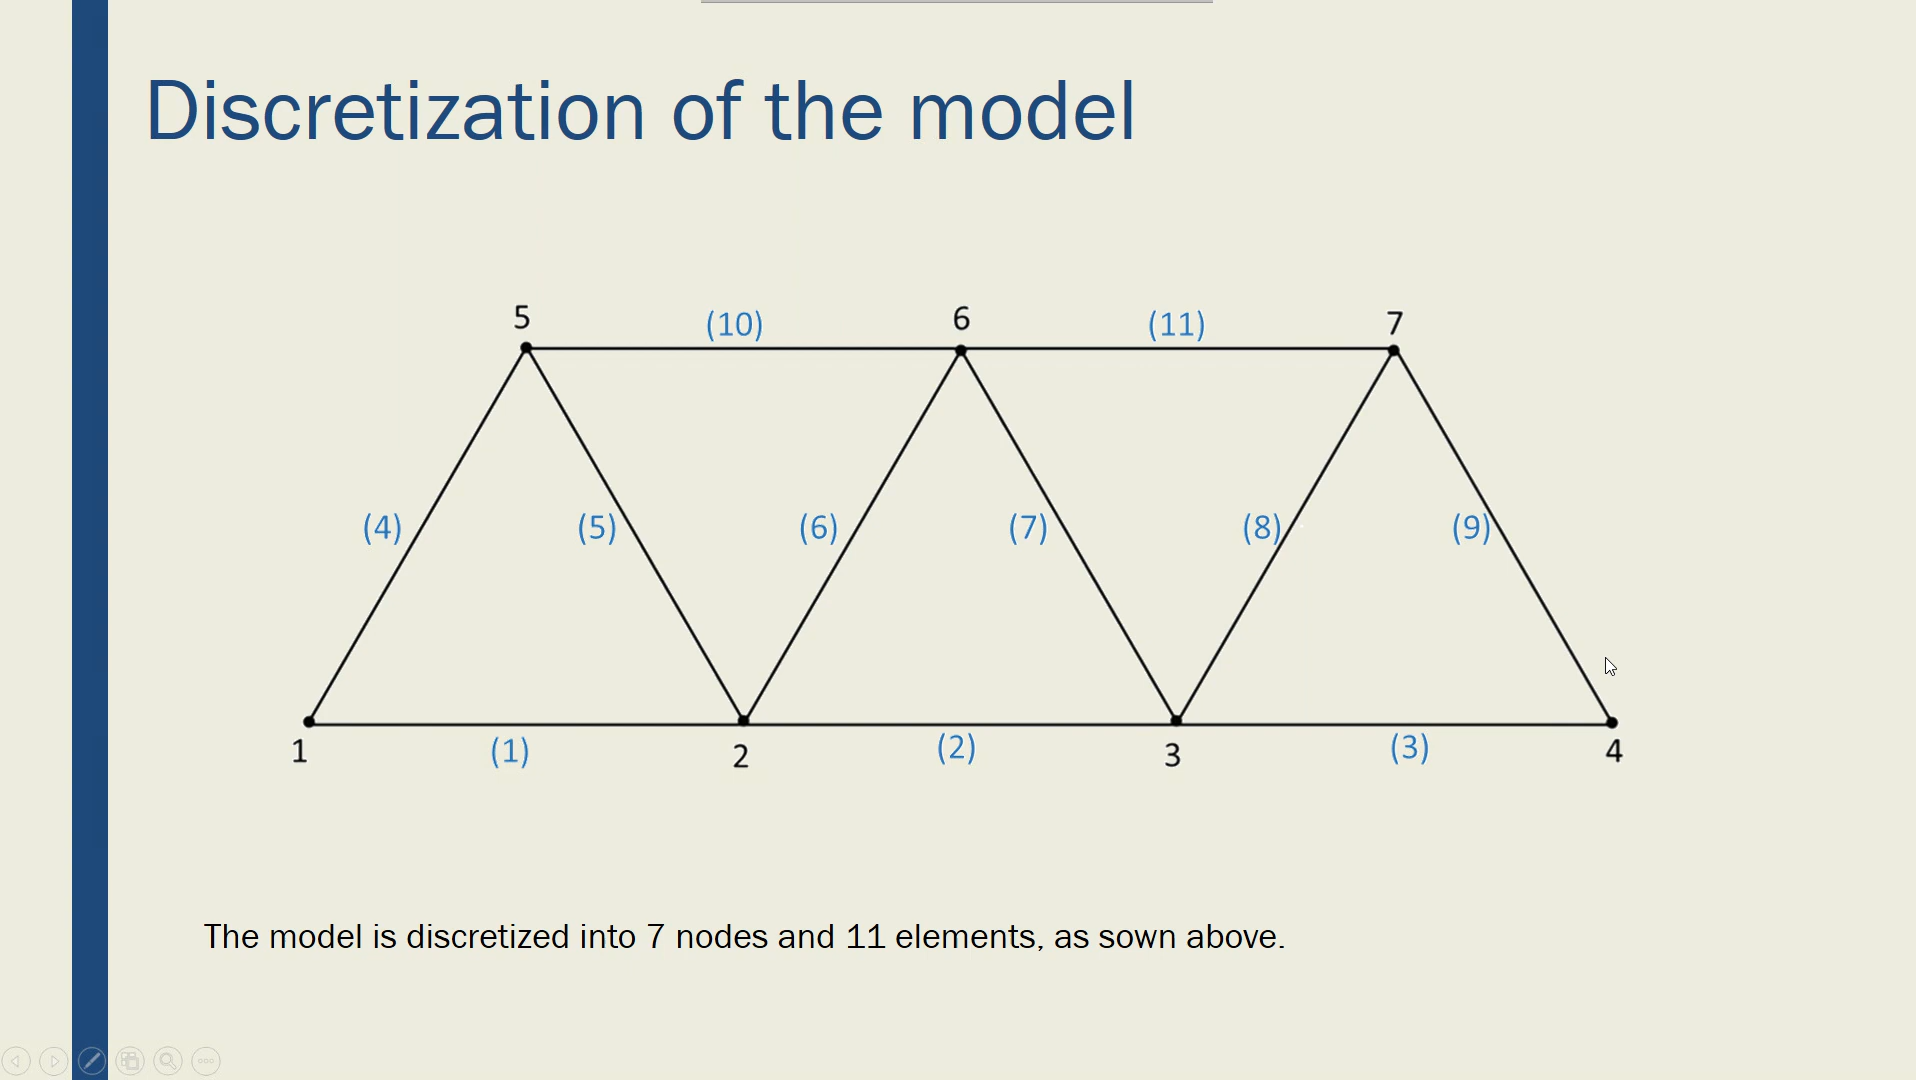 Discretization of the model
5 (10) 6 (11) 7
(4) (5) (6) (7) (8) (9)
1 (1) 2 (2) 3 (3) 4
The model is discretized into 7 nodes and 11 elements, as sown above.